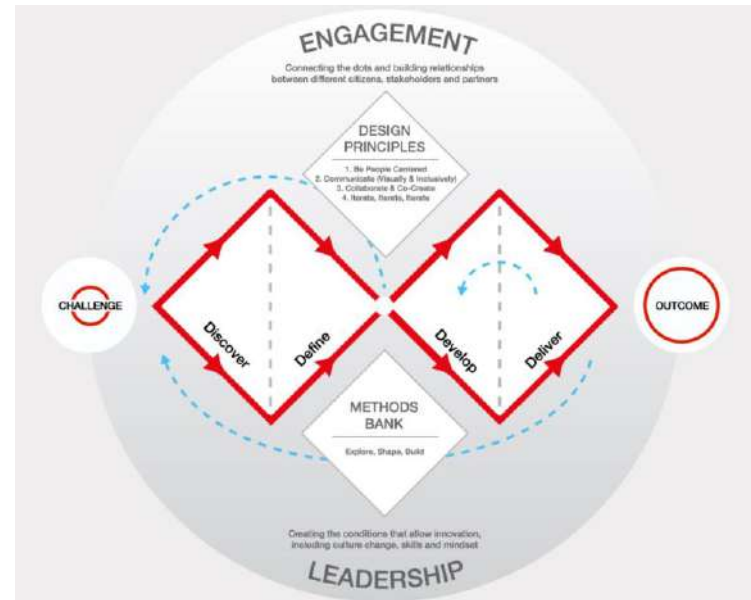 ENGAGEMENT
Connecting the dots and building relationships
between different citizens, stakeholders and partners
DESIGN
PRINCIPLES
1. Be People Centered
2. Communicate (Visually & Inclusively)
3. Collaborate & Co-Create
4. Iterate, Iterate, Iterate
CHALLENGE
Discover
Define
Develop
Deliver
OUTCOME
METHODS
BANK
Explore, Shape, Build
Creating the conditions that allow innovation,
including culture change, skills and mindset
LEADERSHIP